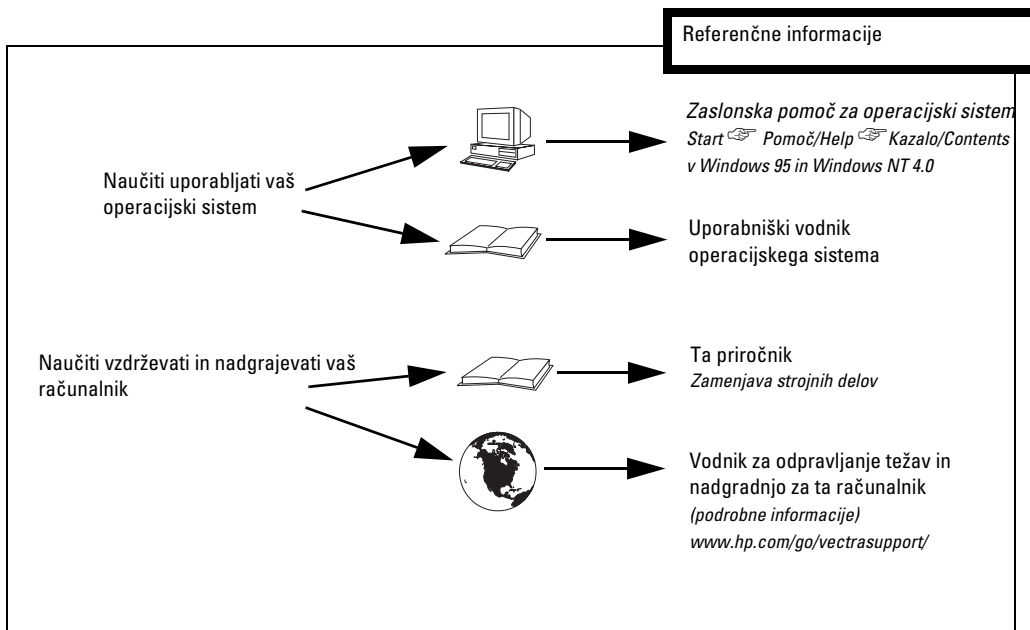 Referenčne informacije
Zaslonska pomoč za operacijski sistem
Start ☞ Pomoč/Help ☞ Kazalo/Contents
v Windows 95 in Windows NT 4.0
Naučiti uporabljati vaš
operacijski sistem
Uporabniški vodnik
operacijskega sistema
Naučiti vzdrževati in nadgrajevati vaš
računalnik
Ta priročnik
Zamenjava strojnih delov
Vodnik za odpravljanje težav in
nadgradnjo za ta računalnik
(podrobne informacije)
www.hp.com/go/vectrasupport/